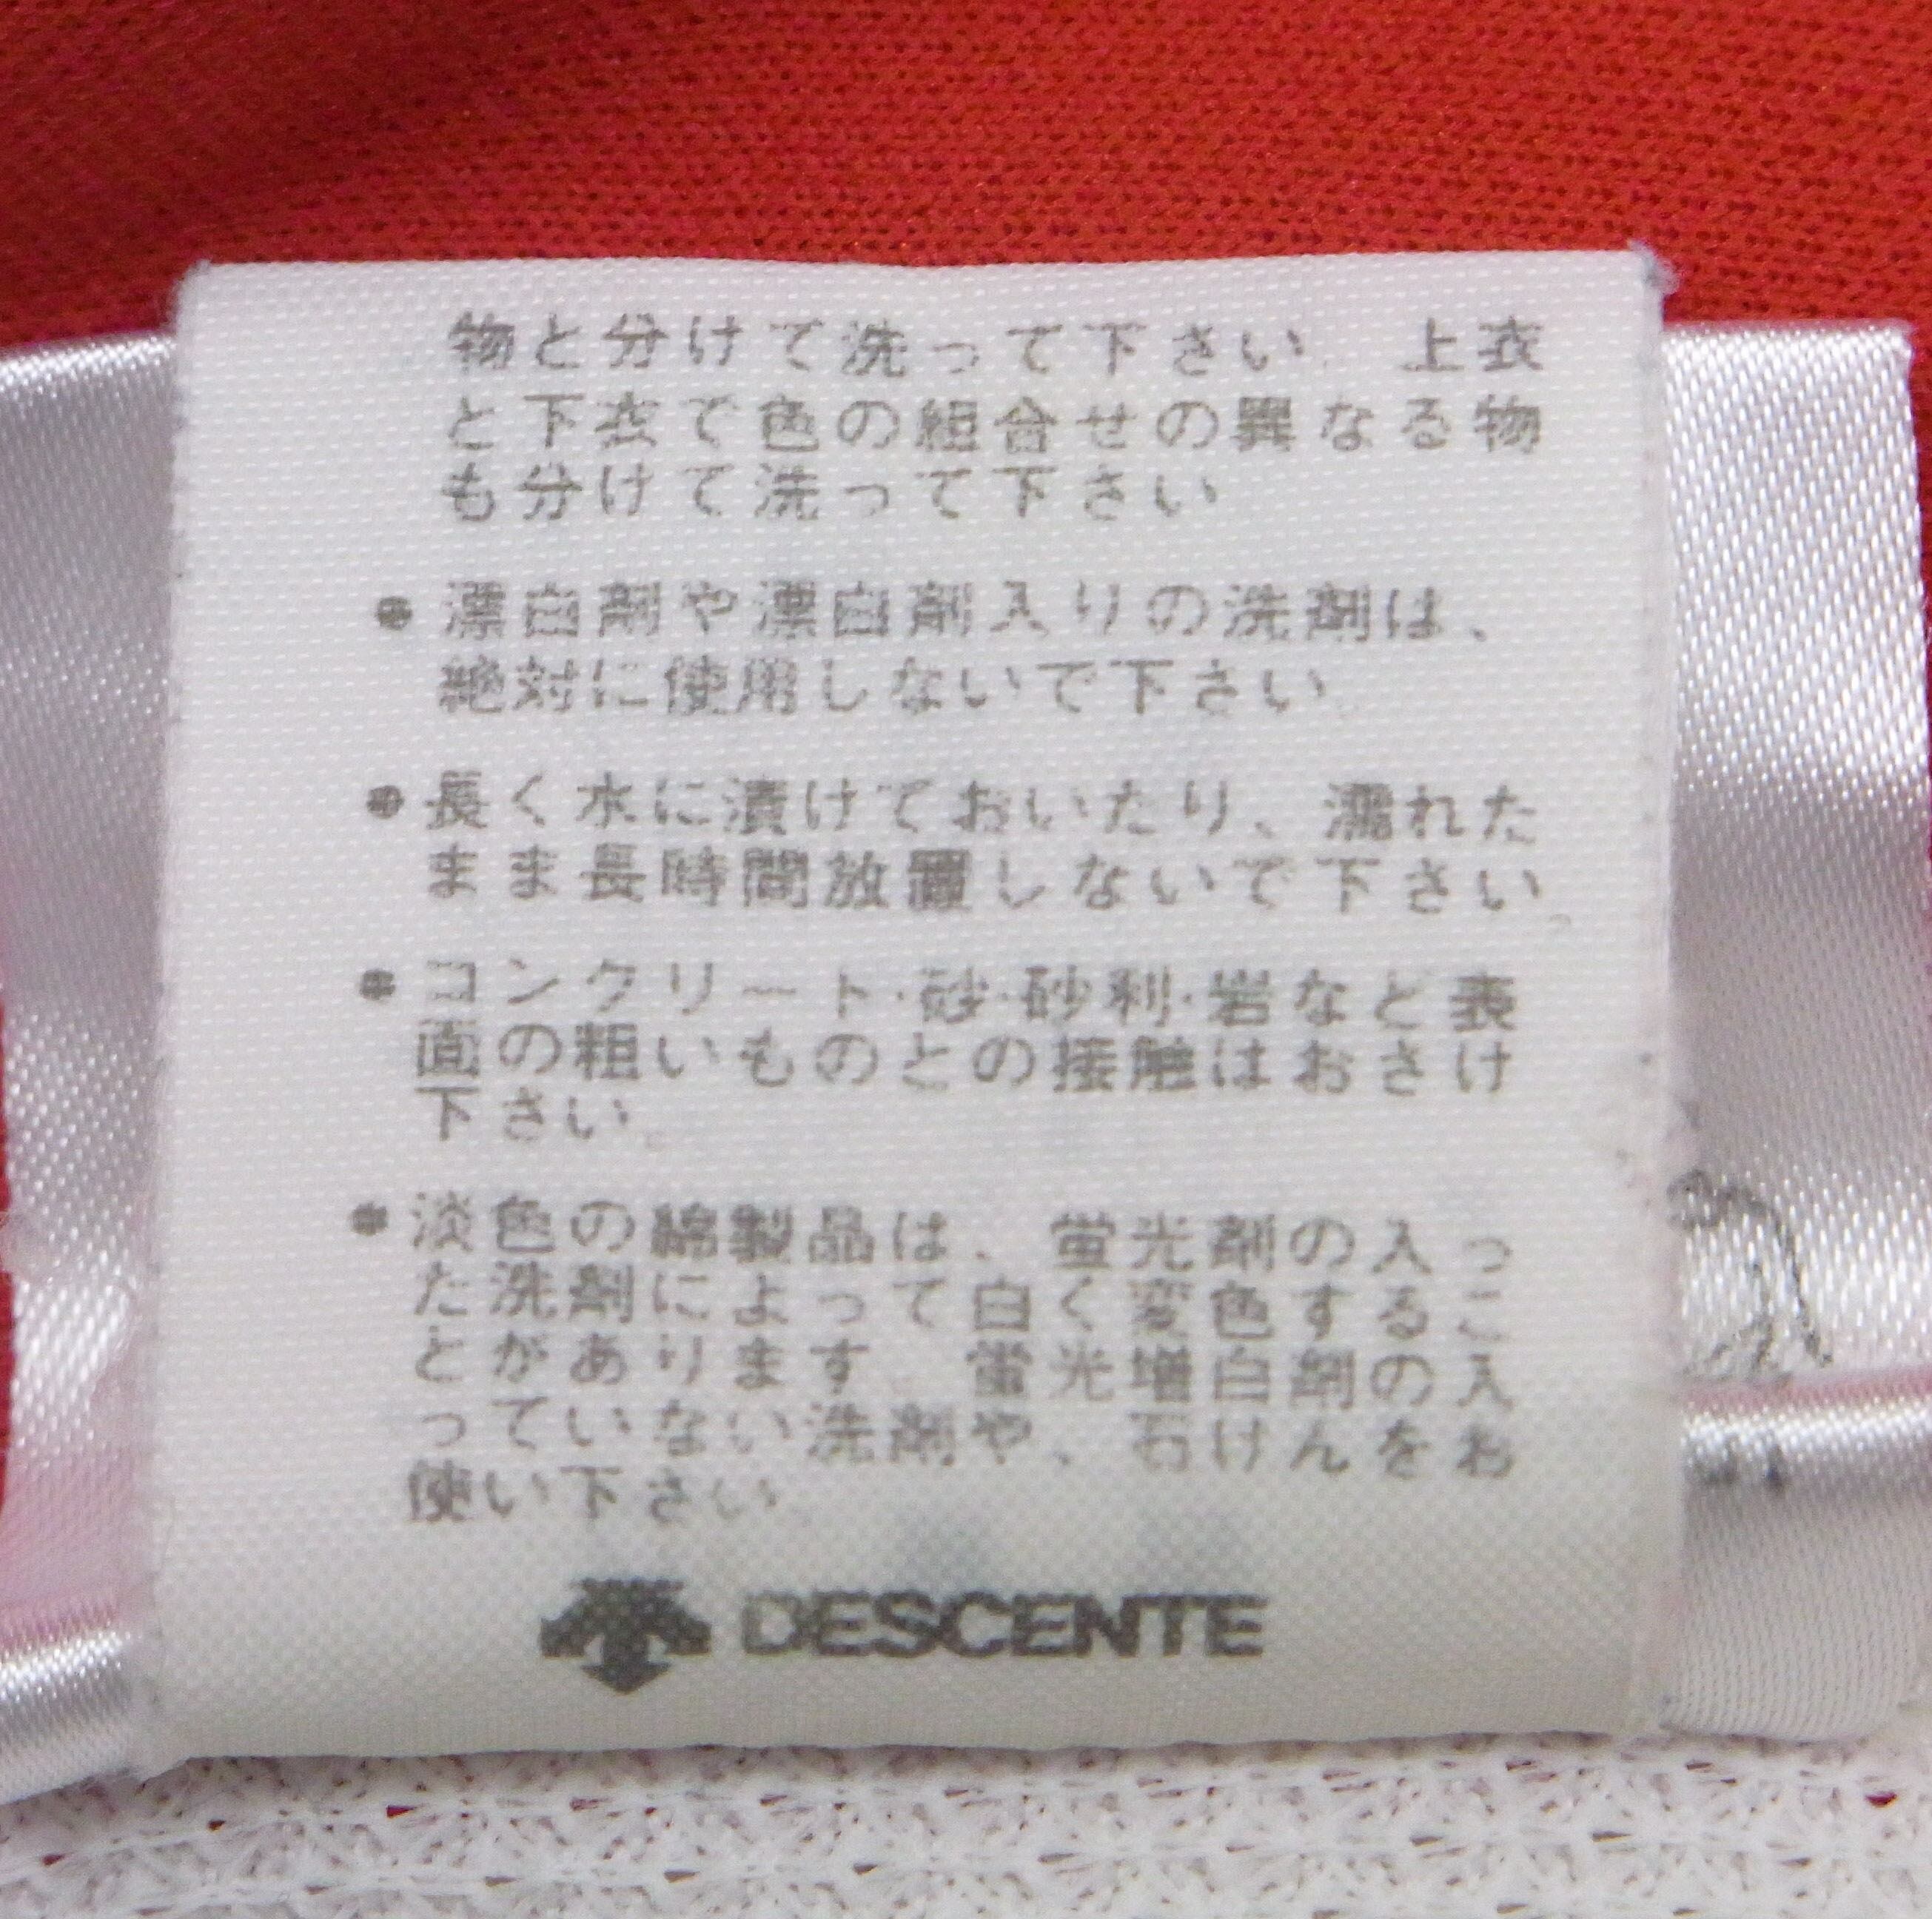 物と分けて洗って下さい。上衣
と下衣で色の組合せの異なる物
も分けて洗って下さい
●漂白剤や漂白剤入りの洗剤は、
絶対に使用しないで下さい。
●長く水に漬けておいたり、濡れた
まま長時間放置しないで下さい。
●コンクリート・砂・砂利・岩など表
面の粗いものとの接触はおさけ
下さい。
●淡色の綿製品は、蛍光剤の入っ
た洗剤によって白く変色するこ
とがあります。蛍光増白剤の入
っていない洗剤や、石けんをお
使い下さい。
DESCENTE